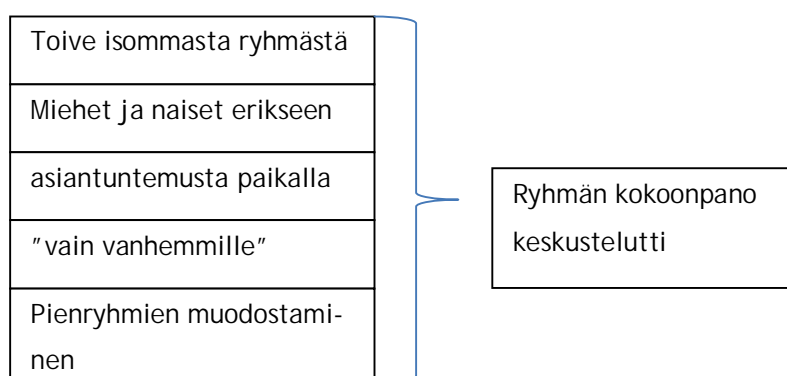 Toive isommasta ryhmästä
Miehet ja naiset erikseen
asiantuntemusta paikalla
”vain vanhemmille”
Pienryhmien muodostami-
nen
Ryhmän kokoonpano
keskustelutti